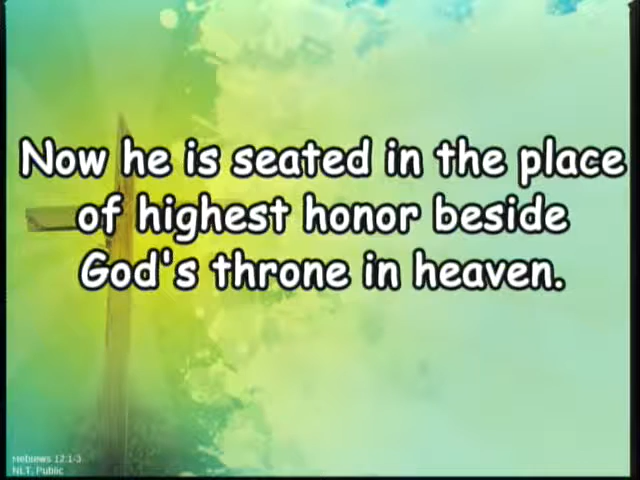 Now he is seated in the place
of highest honor beside
God's throne in heaven.
Hebrews 12:1-3
NLT, Public